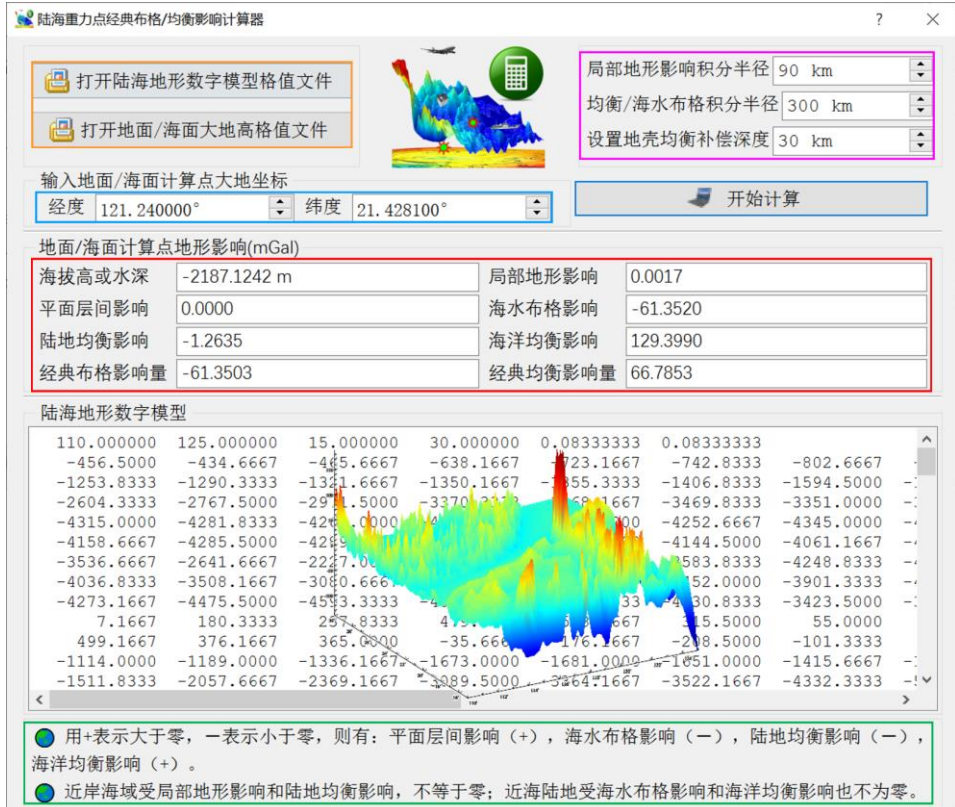 陆海重力点经典布格/均衡影响计算器
打开陆海地形数字模型格值文件
打开地面/海面大地高格值文件
局部地形影响积分半径 90 km
均衡/海水布格积分半径 300 km
设置地壳均衡补偿深度 30 km
输入地面/海面计算点大地坐标
经度 121.240000° 纬度 21.428100°
开始计算
地面/海面计算点地形影响(mGal)
海拔高或水深 -2187.1242 m 局部地形影响 0.0017
平面层间影响 0.0000 海水布格影响 -61.3520
陆地均衡影响 -1.2635 海洋均衡影响 129.3990
经典布格影响量 -61.3503 经典均衡影响量 66.7853
陆海地形数字模型
110.000000 125.000000 15.000000 30.000000 0.08333333 0.08333333
-456.5000 -434.6667 -638.1667 -742.8333 -802.6667
-1253.8333 -1290.3333 -1350.1667 -1406.8333 -1594.5000
-2604.3333 -2767.5000 -3469.8333 -3351.0000
-4315.0000 -4281.8333 -4252.6667 -4345.0000
-4158.6667 -4285.5000 -4144.5000 -4061.1667
-3536.6667 -2641.6667 -4248.8333
-4036.8333 -3508.1667 -3901.3333
-4273.1667 -4475.5000 -3423.5000
7.1667 180.3333 55.0000
499.1667 376.1667 -101.3333
-1114.0000 -1189.0000 -1336.1667 -1673.0000 -1415.6667
-1511.8333 -2057.6667 -2369.1667 -3522.1667 -4332.3333
用+表示大于零，－表示小于零，则有：平面层间影响（+），海水布格影响（－），陆地均衡影响（－），
海洋均衡影响（+）。
近岸海域受局部地形影响和陆地均衡影响，不等于零；近海陆地受海水布格影响和海洋均衡影响也不为零。